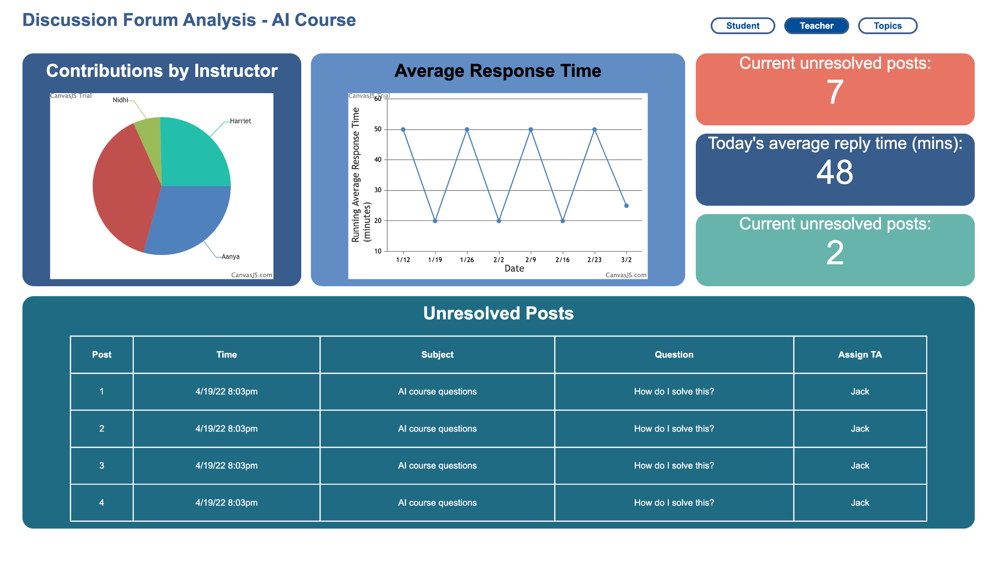 Discussion Forum Analysis - AI Course
Student
Teacher
Topics
Contributions by Instructor
CanvasJS Trial
Nidhi
Harriet
Aanya
CanvasJS.com
Average Response Time
CanvasJS Trial
Running Average Response Time
(minutes)
60
50
40
30
20
10
1/12 1/19 1/26 2/2 2/9 2/16 2/23 3/2
Date
CanvasJS.com
Current unresolved posts:
7
Today's average reply time (mins):
48
Current unresolved posts:
2
Unresolved Posts
Post Time Subject Question Assign TA
1 4/19/22 8:03pm AI course questions How do I solve this? Jack
2 4/19/22 8:03pm AI course questions How do I solve this? Jack
3 4/19/22 8:03pm AI course questions How do I solve this? Jack
4 4/19/22 8:03pm AI course questions How do I solve this? Jack